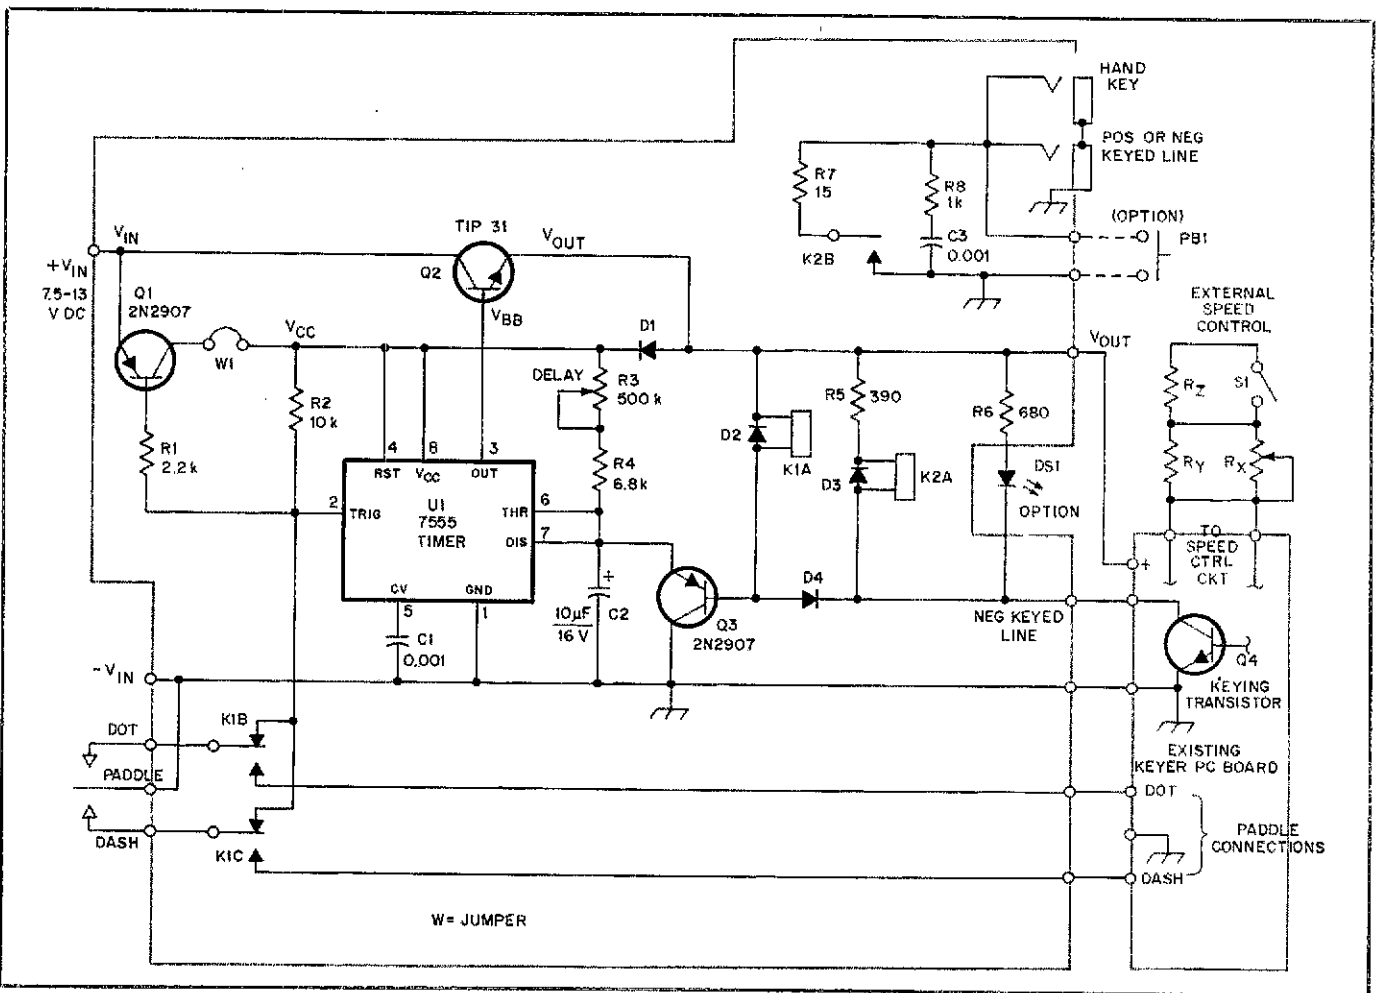 HAND
KEY
POS OR NEG
KEYED LINE
R7
15
R8
1k
C3
0.001
K2B
(OPTION)
PB1
TIP 31
Q2
VIN
+VIN
7.5-13
V DC
VOUT
VBB
Q1
2N2907
W1
VCC
D1
VOUT
EXTERNAL
SPEED
CONTROL
RZ
S1
RY
RX
TO
SPEED
CTRL
CKT
R1
2.2k
R2
10k
DELAY
R3
500k
R4
6.8k
D2
K1A
R5
390
D3
K2A
R6
680
DS1
OPTION
4
8
3
RST
VCC
OUT
2
TRIG
U1
7555
TIMER
THR
6
DIS
7
CV
GND
5
1
C1
0.001
+
10µF
16 V
C2
Q3
2N2907
D4
NEG KEYED
LINE
+
Q4
KEYING
TRANSISTOR
-VIN
DOT
K1B
PADDLE
DASH
K1C
EXISTING
KEYER PC BOARD
DOT
PADDLE
CONNECTIONS
DASH
W= JUMPER